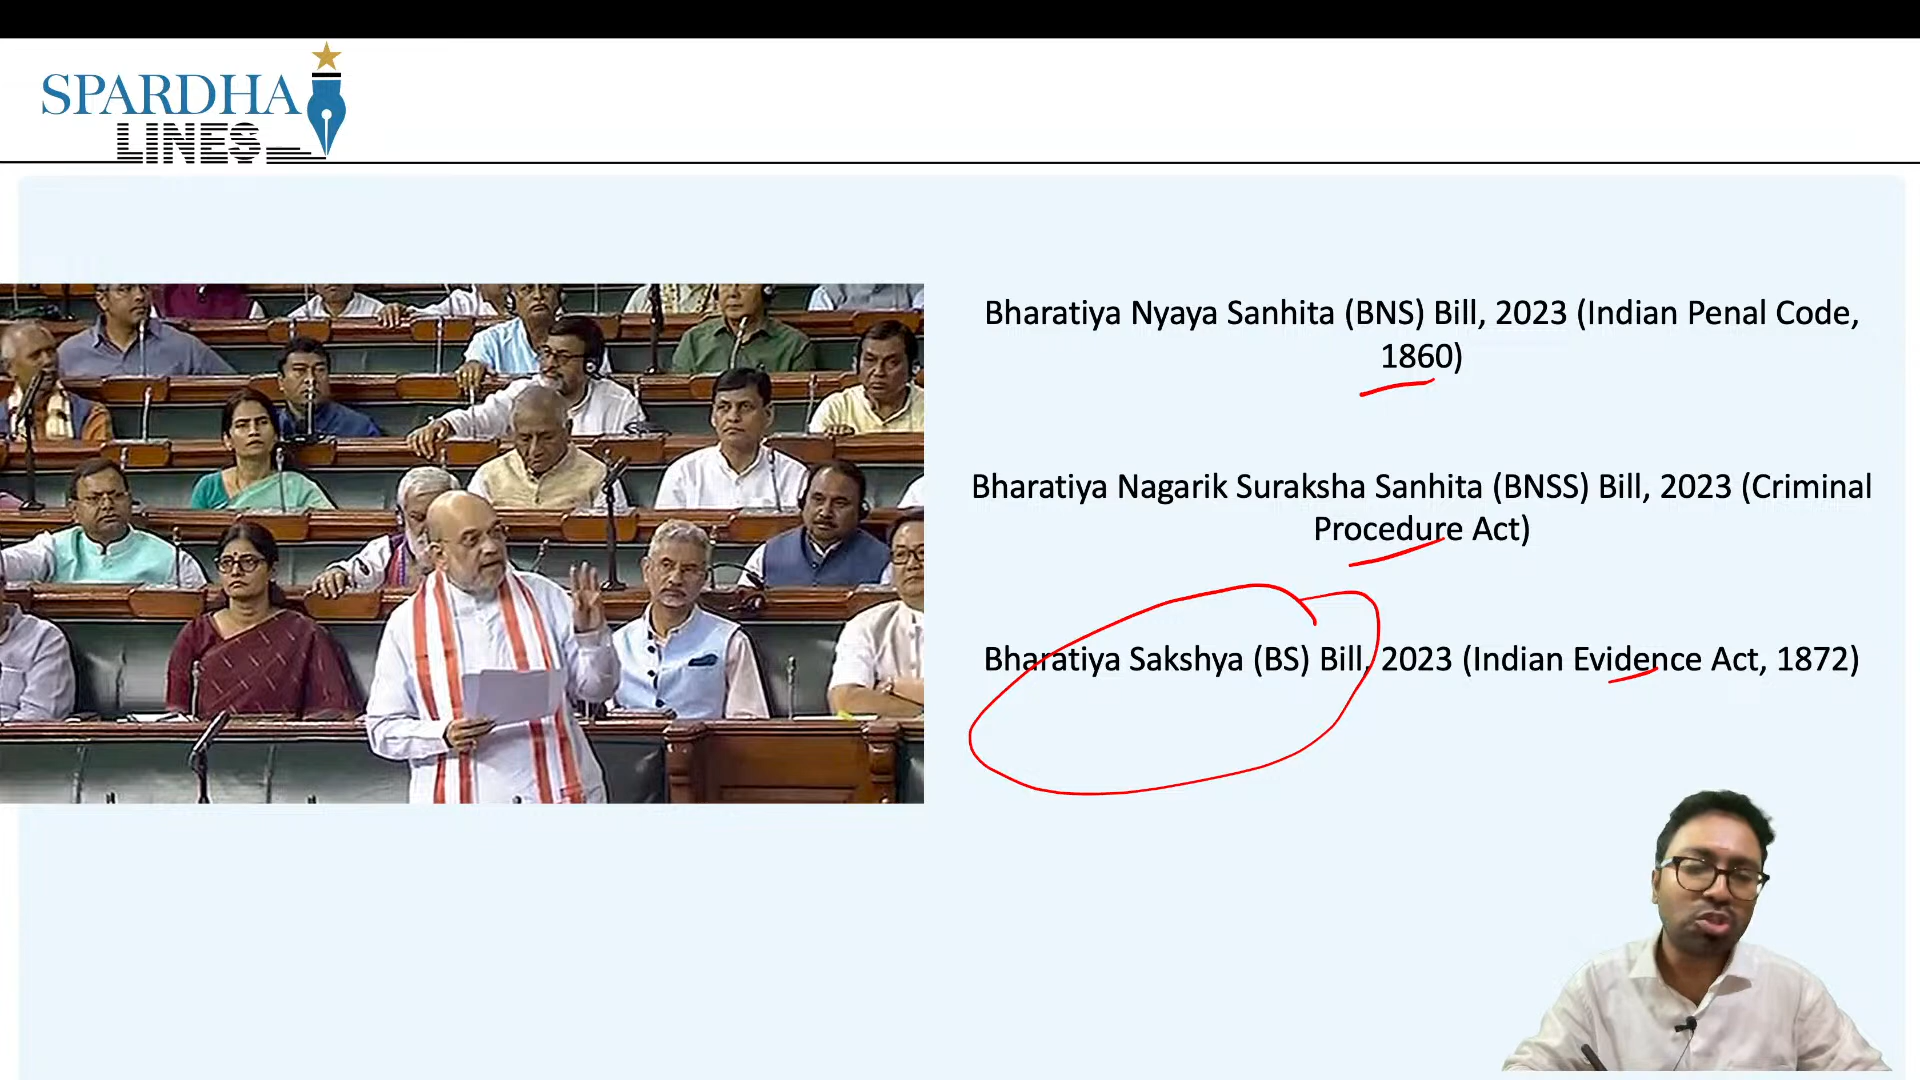 SPARDHA
LINES
Bharatiya Nyaya Sanhita (BNS) Bill, 2023 (Indian Penal Code,
1860)
Bharatiya Nagarik Suraksha Sanhita (BNSS) Bill, 2023 (Criminal
Procedure Act)
Bharatiya Sakshya (BS) Bill, 2023 (Indian Evidence Act, 1872)